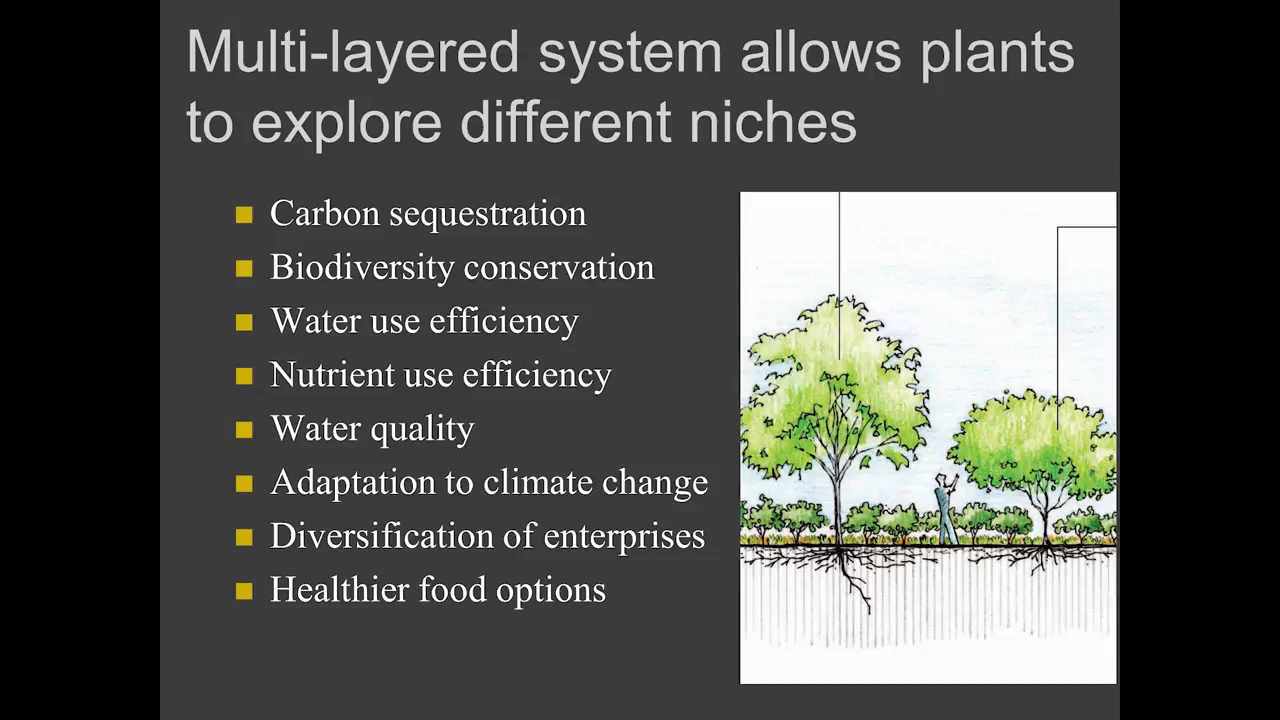 Multi-layered system allows plants
to explore different niches
Carbon sequestration
Biodiversity conservation
Water use efficiency
Nutrient use efficiency
Water quality
Adaptation to climate change
Diversification of enterprises
Healthier food options